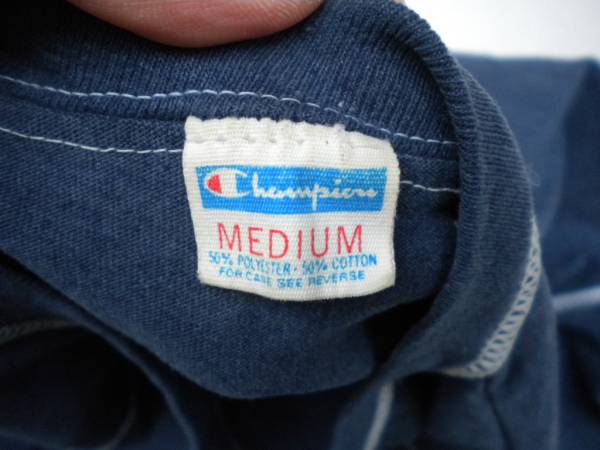 Champion
MEDIUM
50% POLYESTER · 50% COTTON
FOR CARE SEE REVERSE